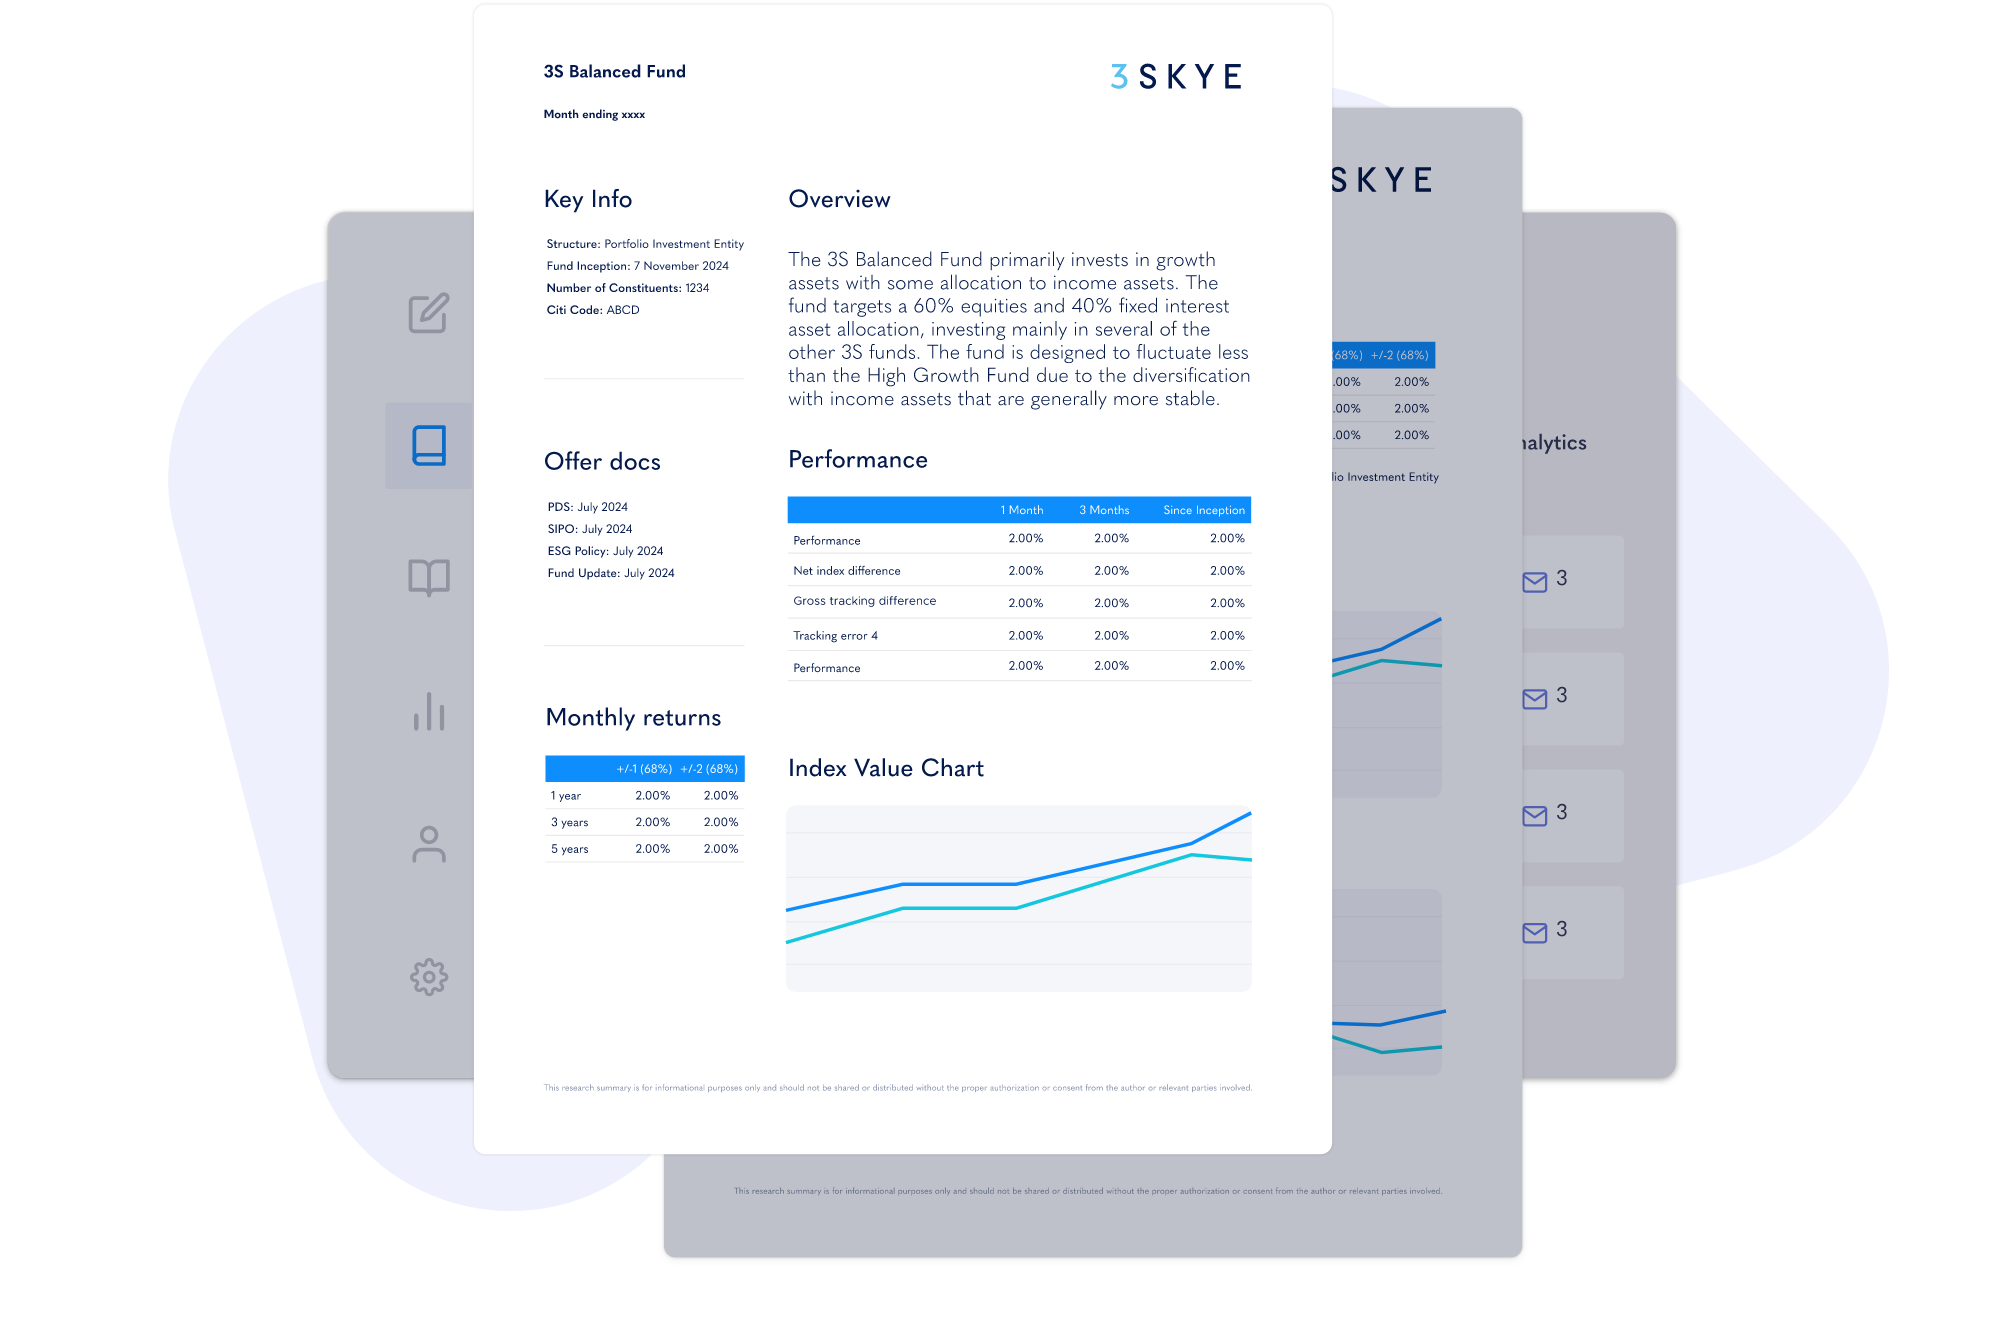 3S Balanced Fund
3 SKYE
Month ending xxxx
Key Info
Structure: Portfolio Investment Entity
Fund Inception: 7 November 2024
Number of Constituents: 1234
Citi Code: ABCD
Offer docs
PDS: July 2024
SIPO: July 2024
ESG Policy: July 2024
Fund Update: July 2024
Monthly returns
+/-1 (68%) +/-2 (68%)
1 year 2.00% 2.00%
3 years 2.00% 2.00%
5 years 2.00% 2.00%
Overview
The 3S Balanced Fund primarily invests in growth
assets with some allocation to income assets. The
fund targets a 60% equities and 40% fixed interest
asset allocation, investing mainly in several of the
other 3S funds. The fund is designed to fluctuate less
than the High Growth Fund due to the diversification
with income assets that are generally more stable.
Performance
1 Month 3 Months Since Inception
Performance 2.00% 2.00% 2.00%
Net index difference 2.00% 2.00% 2.00%
Gross tracking difference 2.00% 2.00% 2.00%
Tracking error 4 2.00% 2.00% 2.00%
Performance 2.00% 2.00% 2.00%
Index Value Chart
This research summary is for informational purposes only and should not be shared or distributed without the proper authorization or consent from the author or relevant parties involved.
SKYE
(68%) +/-2 (68%)
.00% 2.00%
.00% 2.00%
.00% 2.00%
lio Investment Entity
This research summary is for informational purposes only and should not be shared or distributed without the proper authorization or consent from the author or relevant parties involved.
nalytics
3
3
3
3